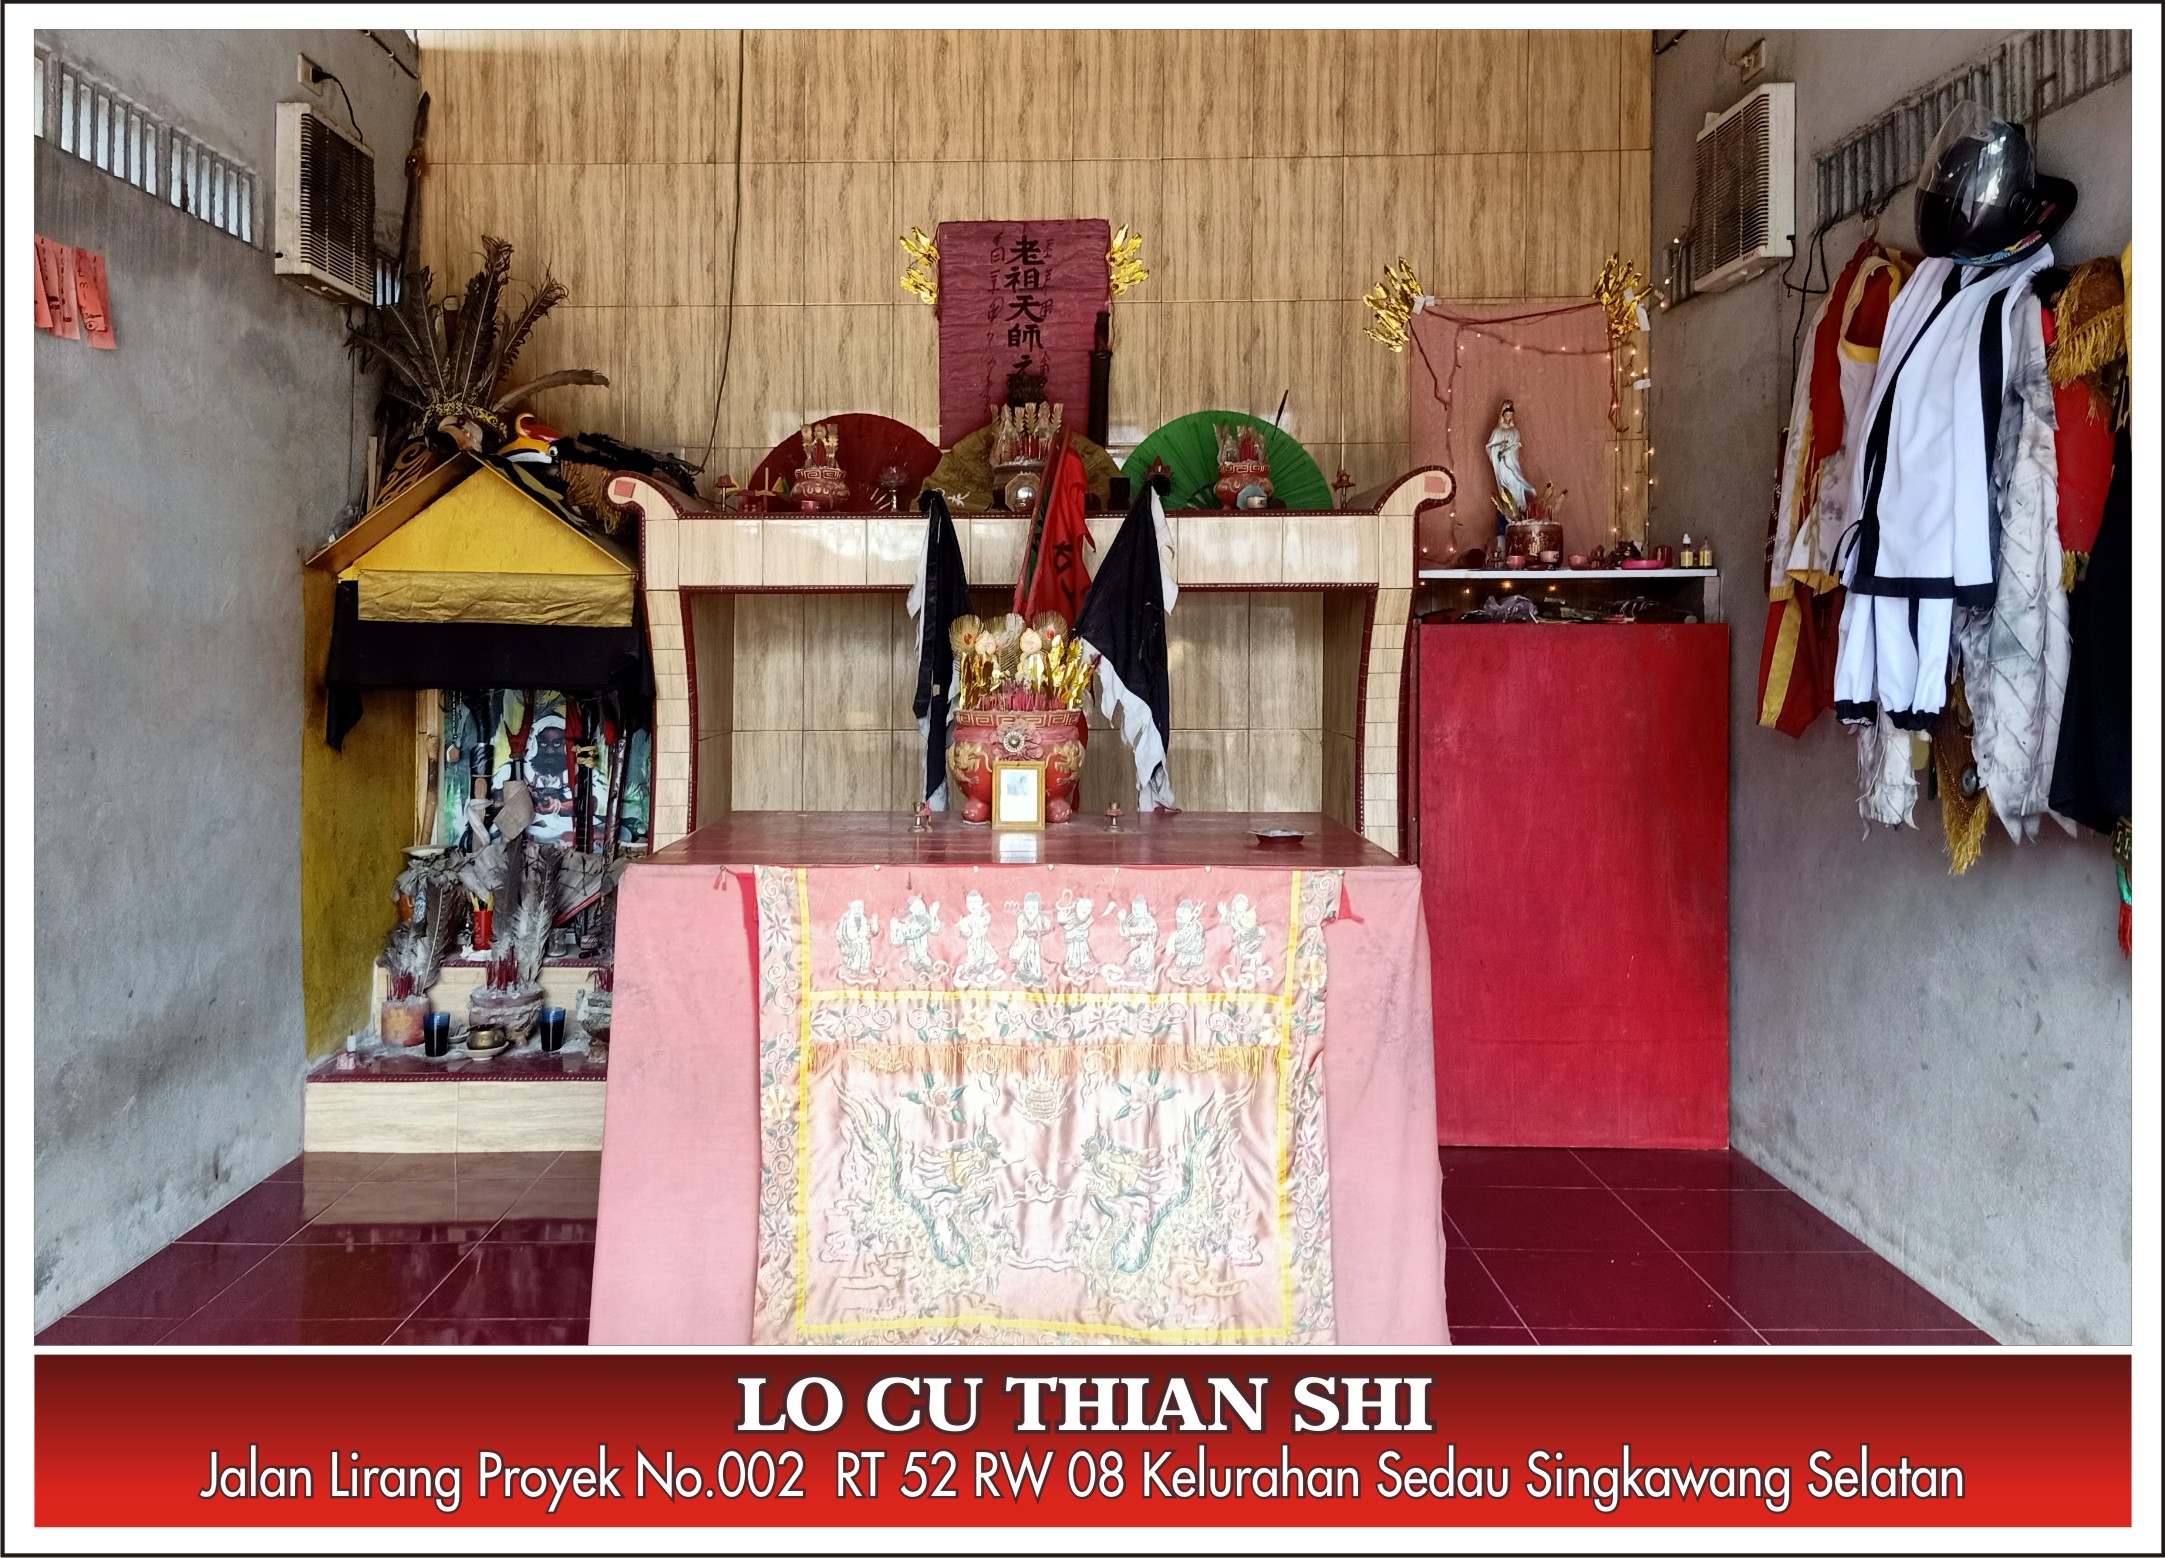 老祖天師之
LO CU THIAN SHI
Jalan Lirang Proyek No.002 RT 52 RW 08 Kelurahan Sedau Singkawang Selatan